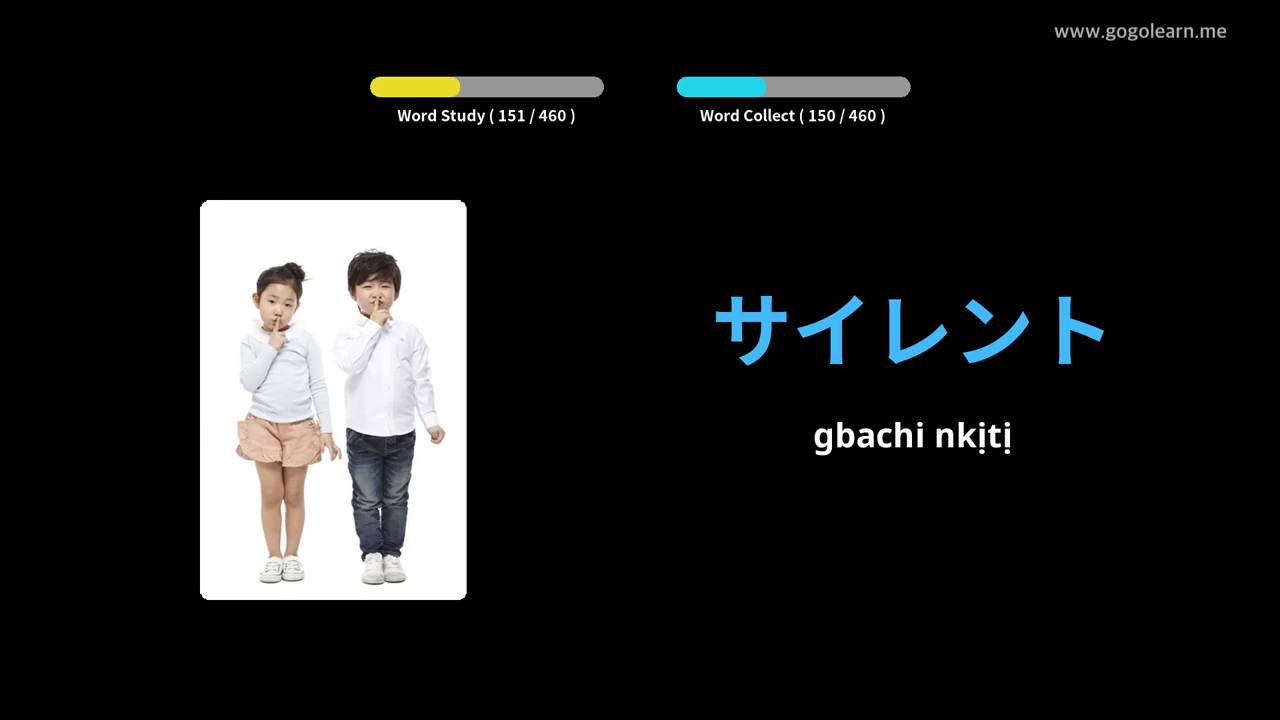 www.gogolearn.me
Word Study ( 151 / 460 )
Word Collect ( 150 / 460 )
サイレント
gbachi nkịtị